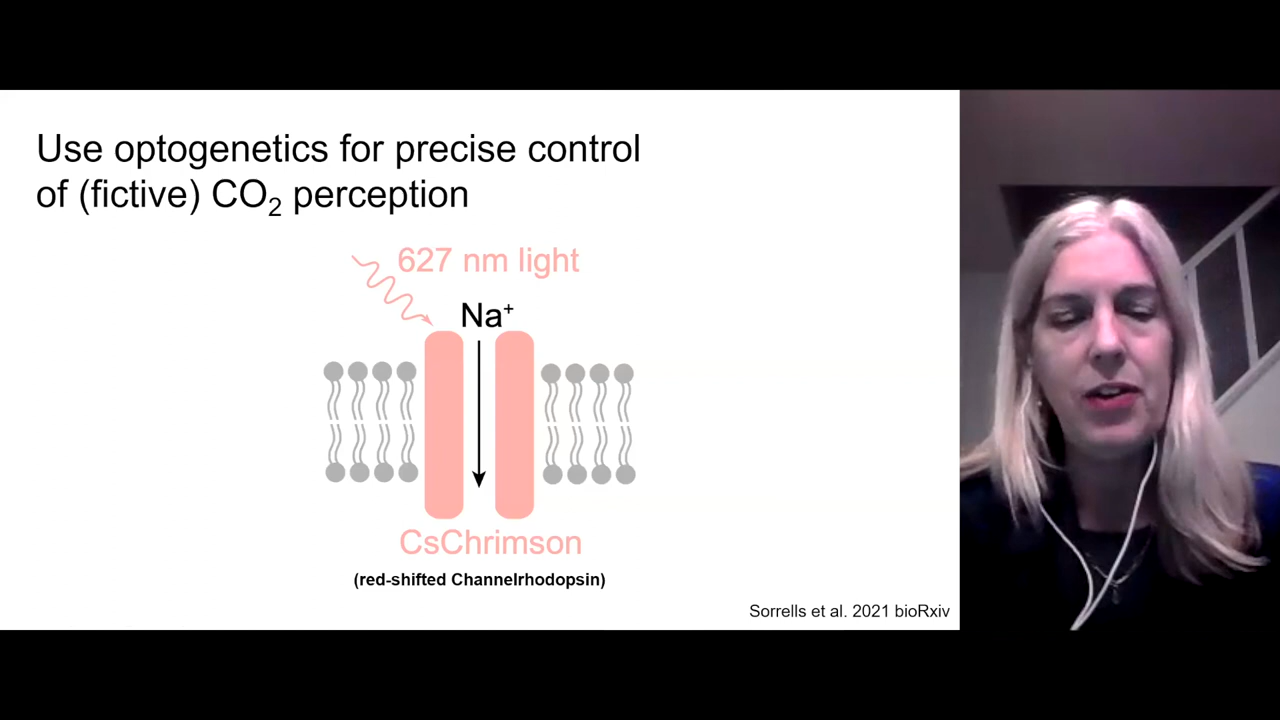 Use optogenetics for precise control
of (fictive) CO₂ perception
627 nm light
Na⁺
CsChrimson
(red-shifted Channelrhodopsin)
Sorrells et al. 2021 bioRxiv